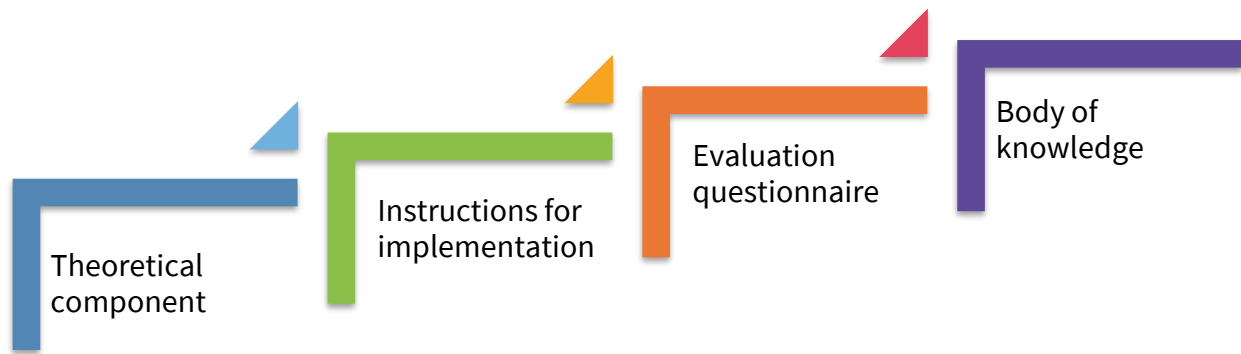 Theoretical
component
Instructions for
implementation
Evaluation
questionnaire
Body of
knowledge